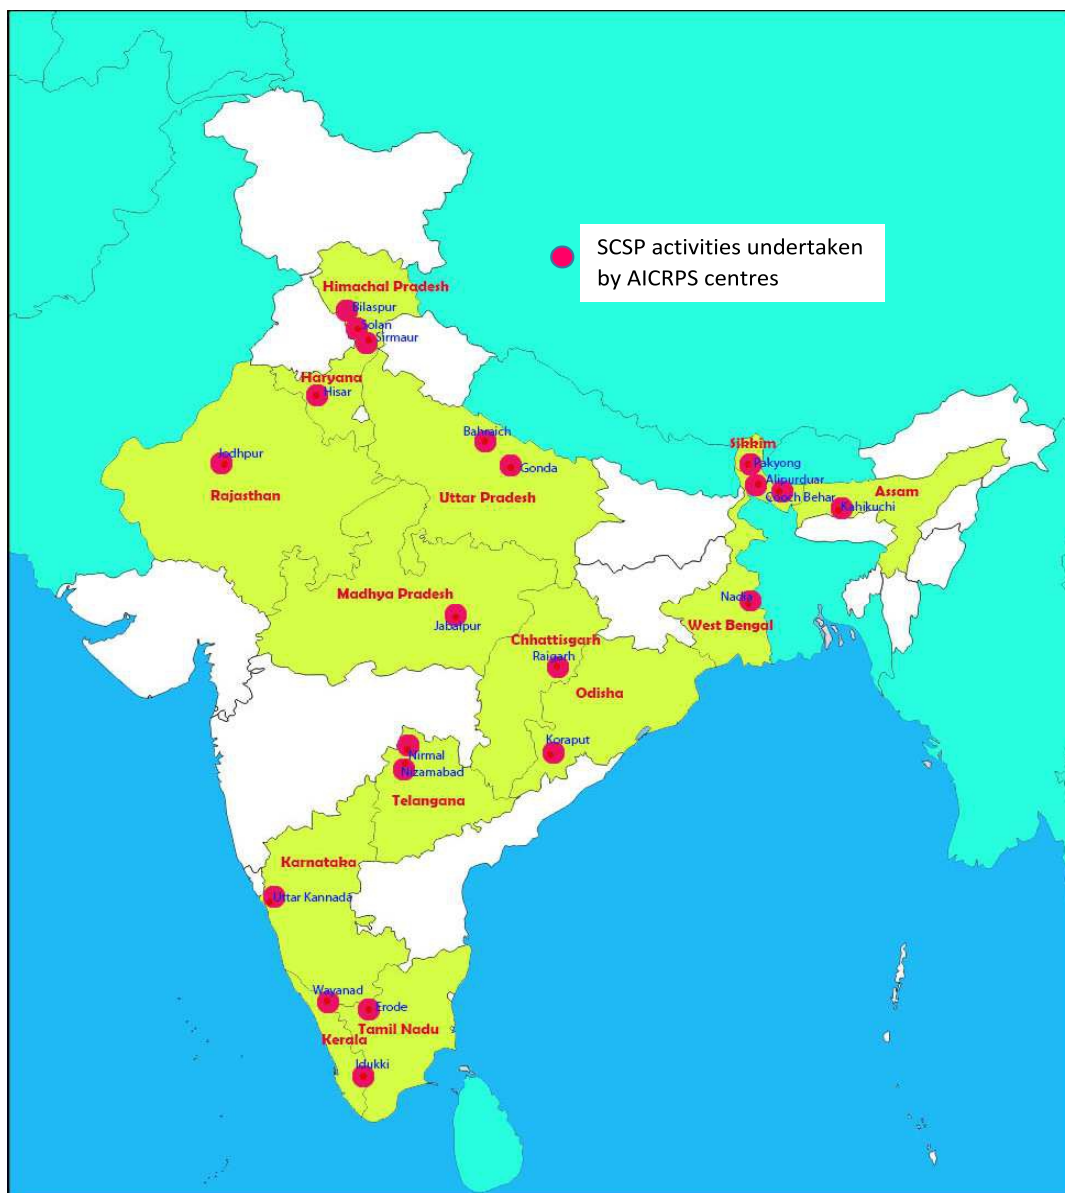 SCSP activities undertaken
by AICRPS centres
Himachal Pradesh
Bilaspur
Solan
Sirmaur
Haryana
Hisar
Bahraich
Gonda
Uttar Pradesh
Jodhpur
Rajasthan
Sikkim
Pakyong
Alipurduar
Cooch Behar
Assam
Kahikuchi
Madhya Pradesh
Jabalpur
Nadia
West Bengal
Chhattisgarh
Raigarh
Odisha
Koraput
Nirmal
Nizamabad
Telangana
Karnataka
Uttar Kannada
Wayanad
Erode
Tamil Nadu
Kerala
Idukki